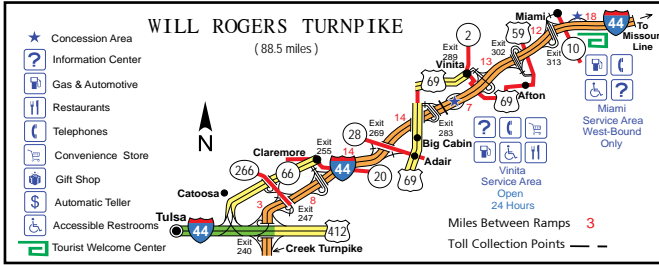 WILL ROGERS TURNPIKE
( 88.5 miles )
Concession Area
?
Information Center
Gas & Automotive
Restaurants
Telephones
Convenience Store
Gift Shop
$
Automatic Teller
Accessible Restrooms
Tourist Welcome Center
N
Miami
18
44
To
Missouri
Line
2
59
12
10
Exit
289
Exit
302
Exit
313
Vinita
13
69
69
Afton
7
14
Exit
269
Exit
283
28
Big Cabin
Adair
69
Claremore
Exit
255
14
44
20
266
66
Catoosa
8
Exit
247
3
Tulsa
44
412
Exit
240
Creek Turnpike
?
Vinita
Service Area
Open
24 Hours
?
Miami
Service Area
West-Bound
Only
Miles Between Ramps 3
Toll Collection Points